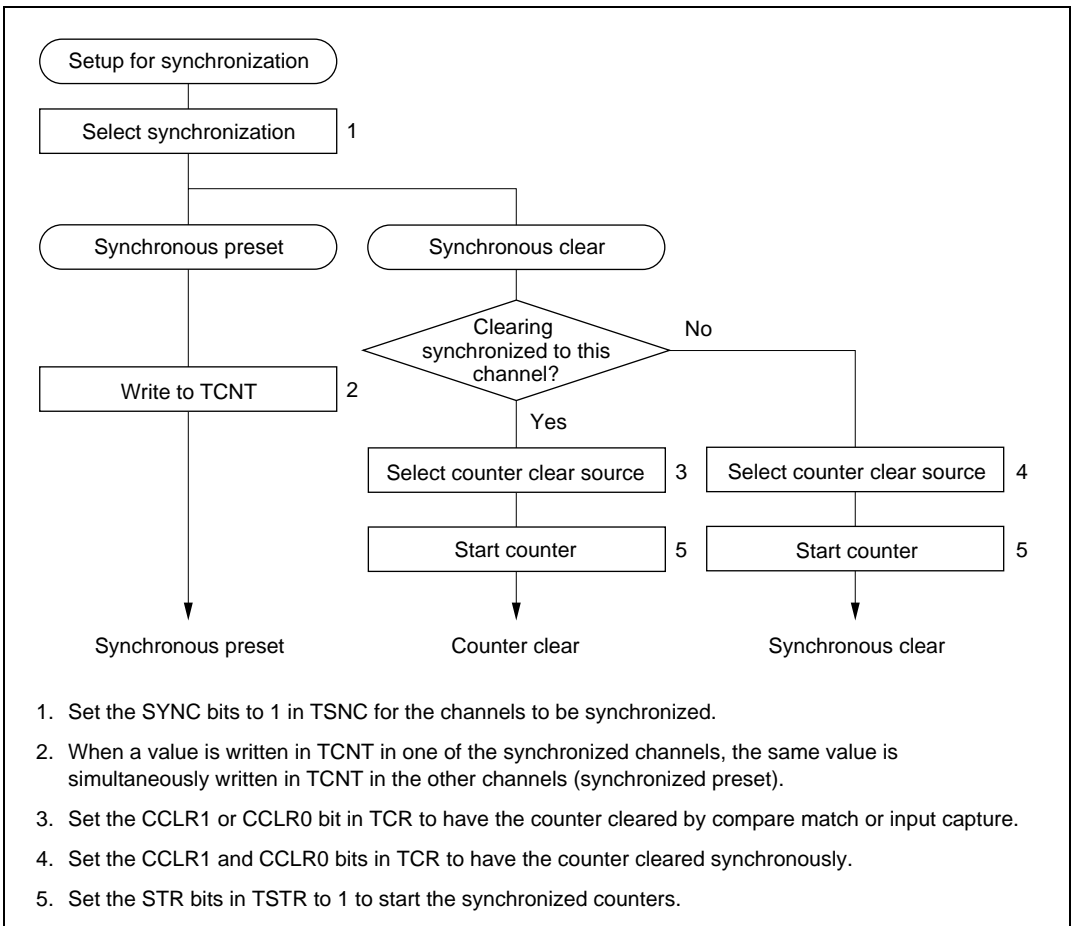 Setup for synchronization
Select synchronization 1
Synchronous preset
Synchronous clear
Clearing
synchronized to this
channel?
No
Write to TCNT 2
Yes
Select counter clear source 3
Select counter clear source 4
Start counter 5
Start counter 5
Synchronous preset
Counter clear
Synchronous clear
1. Set the SYNC bits to 1 in TSNC for the channels to be synchronized.
2. When a value is written in TCNT in one of the synchronized channels, the same value is
simultaneously written in TCNT in the other channels (synchronized preset).
3. Set the CCLR1 or CCLR0 bit in TCR to have the counter cleared by compare match or input capture.
4. Set the CCLR1 and CCLR0 bits in TCR to have the counter cleared synchronously.
5. Set the STR bits in TSTR to 1 to start the synchronized counters.